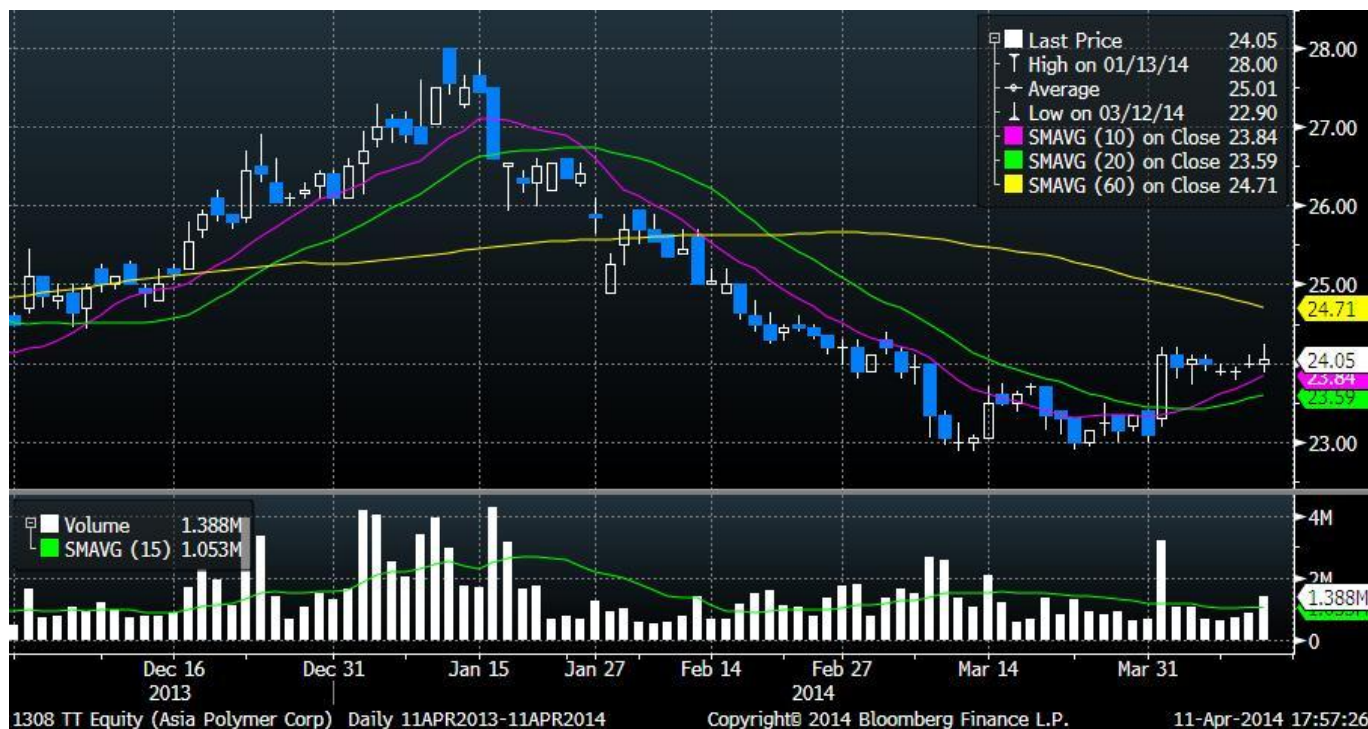 Last Price 24.05
High on 01/13/14 28.00
Average 25.01
Low on 03/12/14 22.90
SMAVG (10) on Close 23.84
SMAVG (20) on Close 23.59
SMAVG (60) on Close 24.71
28.00
27.00
26.00
25.00
24.71
24.05
23.84
23.59
23.00
Volume 1.388M
SMAVG (15) 1.053M
4M
2M
1.388M
0
Dec 16 Dec 31 Jan 15 Jan 27 Feb 14 Feb 27 Mar 14 Mar 31
2013 2014
1308 TT Equity (Asia Polymer Corp) Daily 11APR2013-11APR2014 Copyright© 2014 Bloomberg Finance L.P. 11-Apr-2014 17:57:26